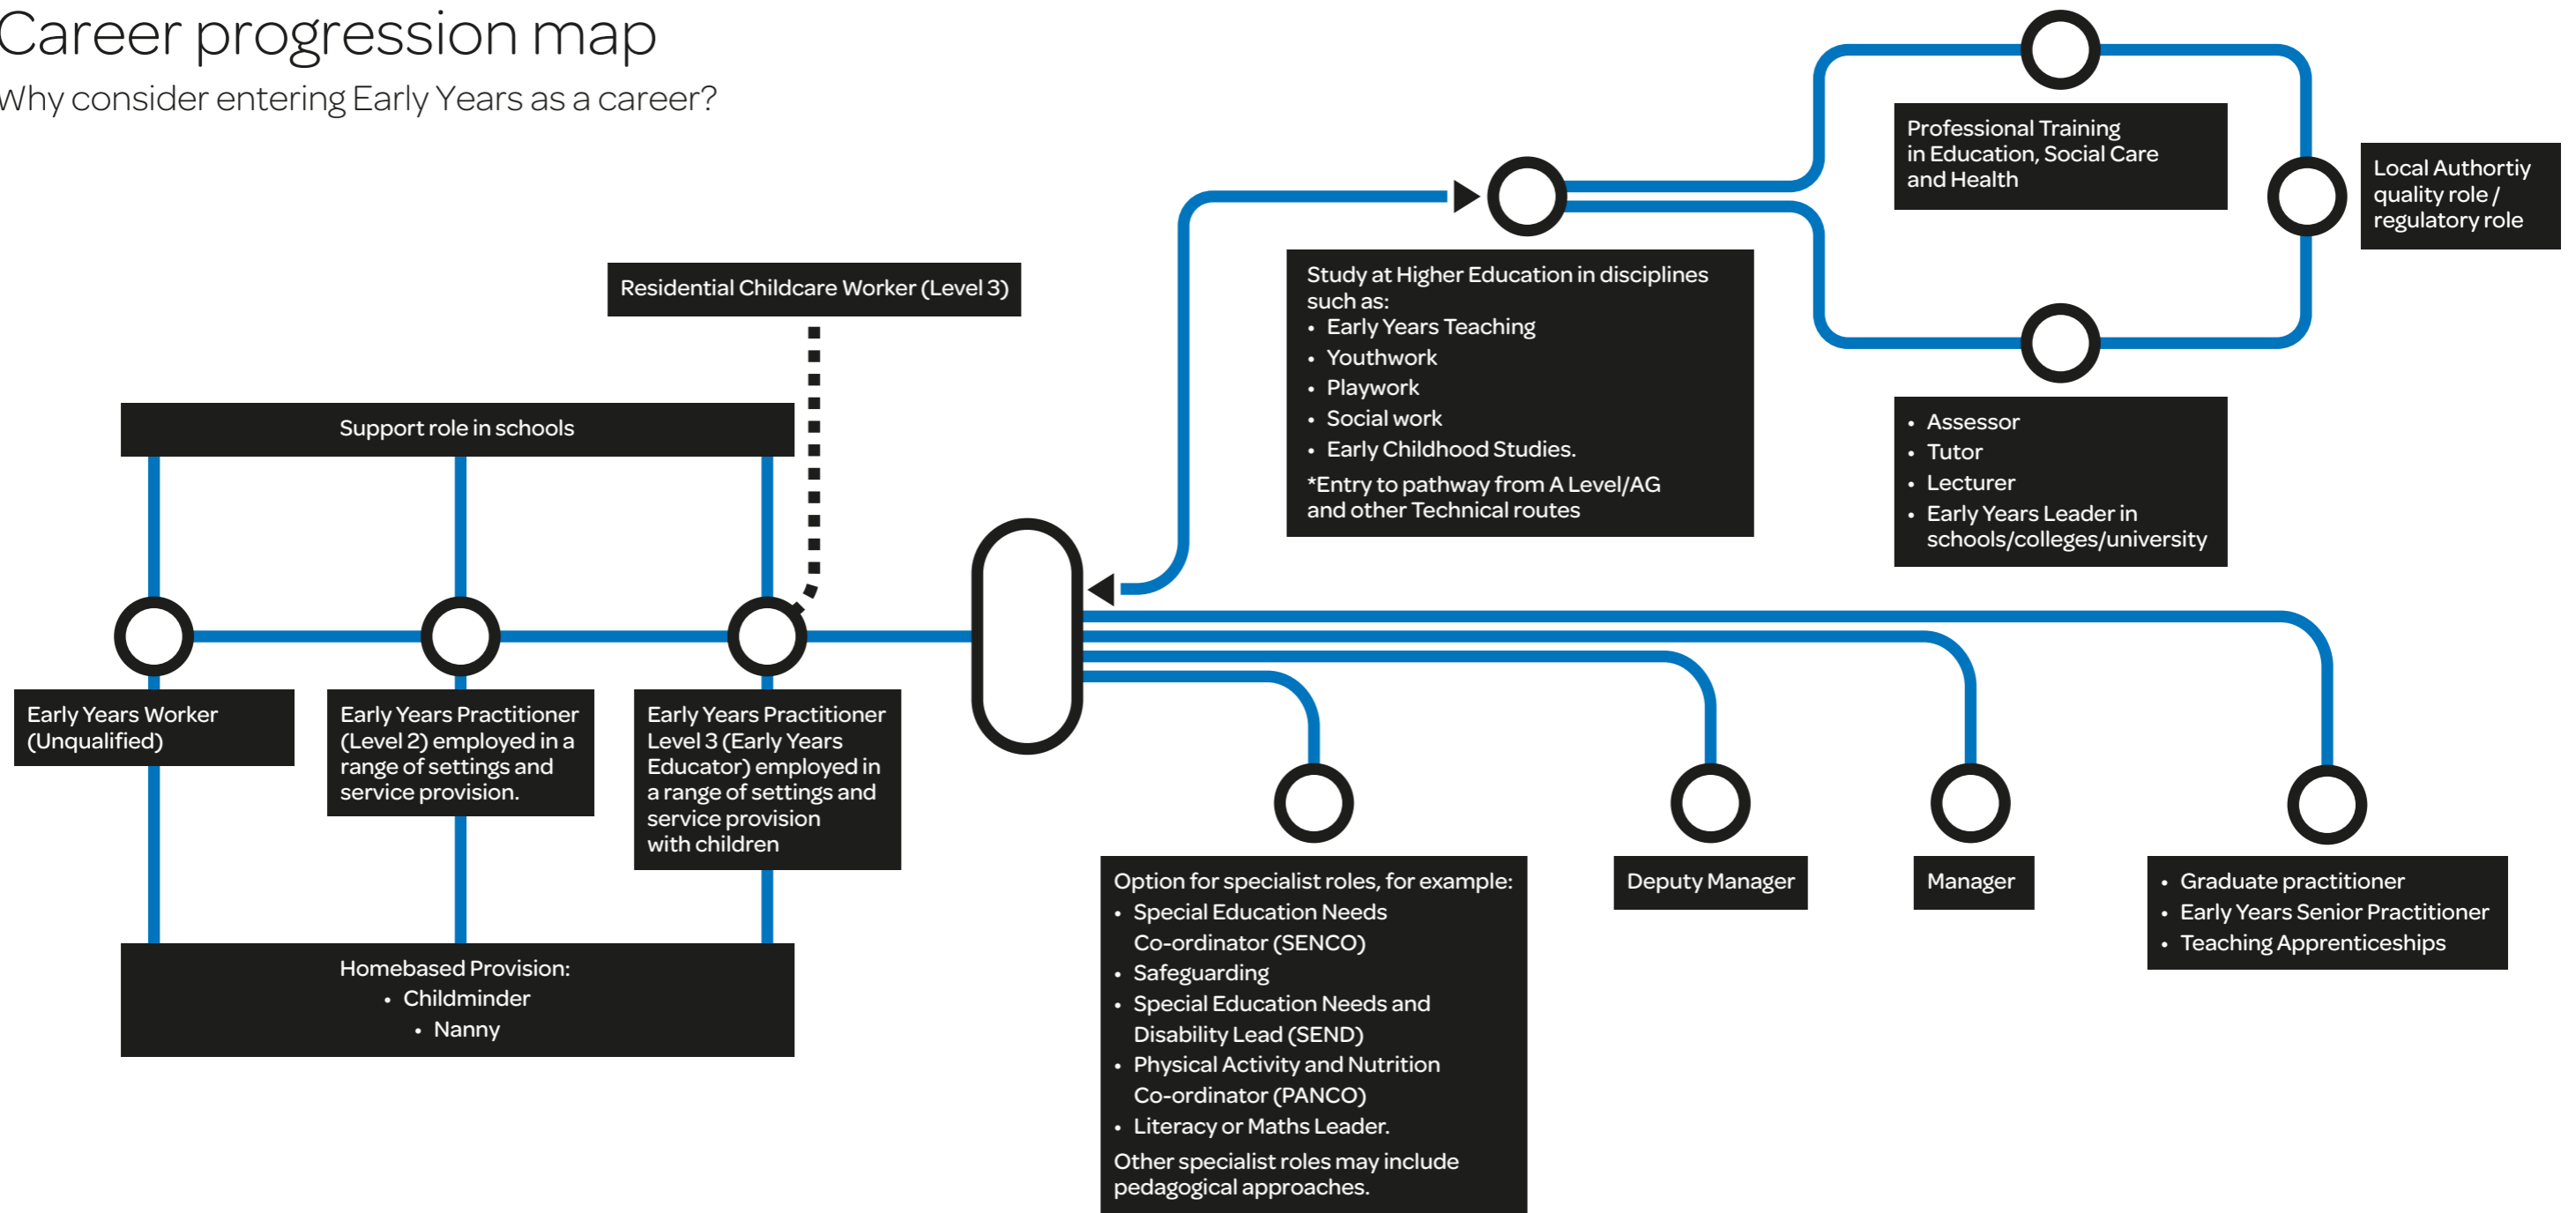 Career progression map
Why consider entering Early Years as a career?
Professional Training
in Education, Social Care
and Health
Local Authortiy
quality role /
regulatory role
Study at Higher Education in disciplines
such as:
• Early Years Teaching
• Youthwork
• Playwork
• Social work
• Early Childhood Studies.
*Entry to pathway from A Level/AG
and other Technical routes
• Assessor
• Tutor
• Lecturer
• Early Years Leader in
schools/colleges/university
Residential Childcare Worker (Level 3)
Support role in schools
Early Years Worker
(Unqualified)
Early Years Practitioner
(Level 2) employed in a
range of settings and
service provision.
Early Years Practitioner
Level 3 (Early Years
Educator) employed in
a range of settings and
service provision
with children
Homebased Provision:
• Childminder
• Nanny
Option for specialist roles, for example:
• Special Education Needs
Co-ordinator (SENCO)
• Safeguarding
• Special Education Needs and
Disability Lead (SEND)
• Physical Activity and Nutrition
Co-ordinator (PANCO)
• Literacy or Maths Leader.
Other specialist roles may include
pedagogical approaches.
Deputy Manager
Manager
• Graduate practitioner
• Early Years Senior Practitioner
• Teaching Apprenticeships